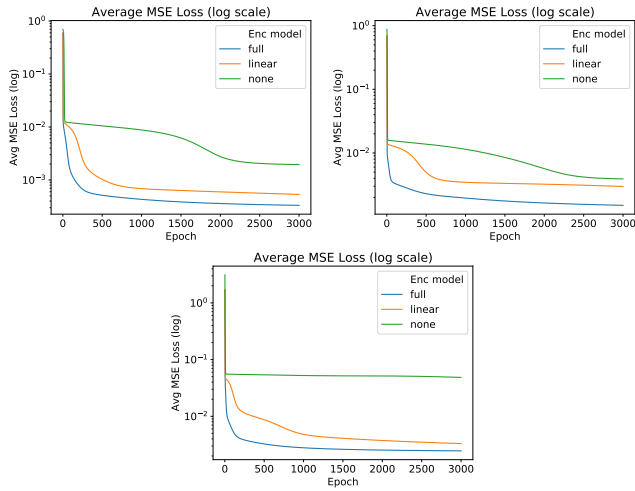 Average MSE Loss (log scale)
Avg MSE Loss (log)
10^0
10^-1
10^-2
10^-3
Enc model
full
linear
none
0 500 1000 1500 2000 2500 3000
Epoch
Average MSE Loss (log scale)
Avg MSE Loss (log)
10^0
10^-1
10^-2
Enc model
full
linear
none
0 500 1000 1500 2000 2500 3000
Epoch
Average MSE Loss (log scale)
Avg MSE Loss (log)
10^0
10^-1
10^-2
Enc model
full
linear
none
0 500 1000 1500 2000 2500 3000
Epoch